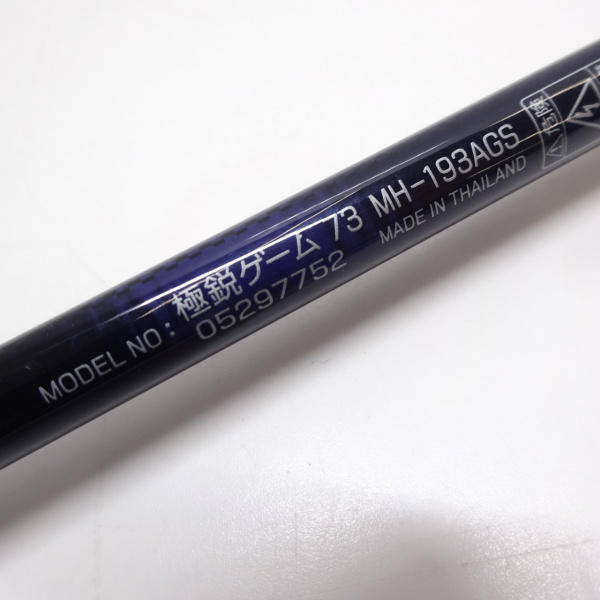 MODEL NO : 極鋭ゲーム 73 MH-193AGS
05297752 MADE IN THAILAND